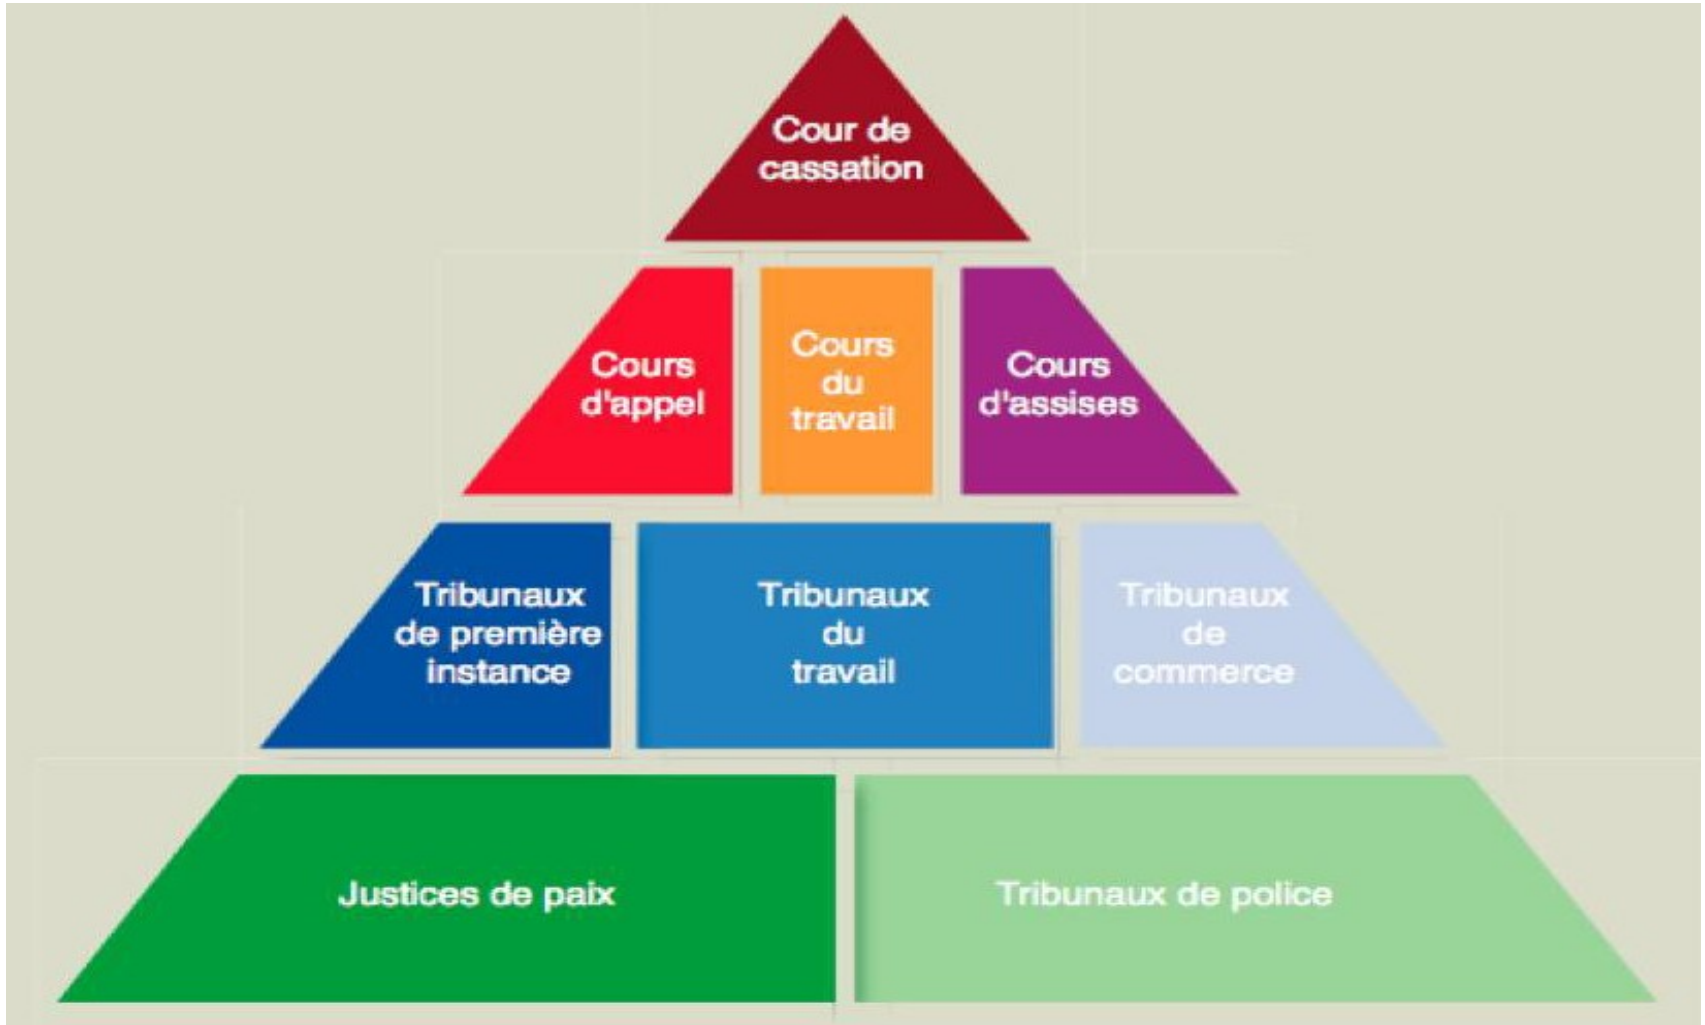 Cour de
cassation
Cours
d'appel
Cours
du
travail
Cours
d'assises
Tribunaux
de première
instance
Tribunaux
du
travail
Tribunaux
de
commerce
Justices de paix
Tribunaux de police